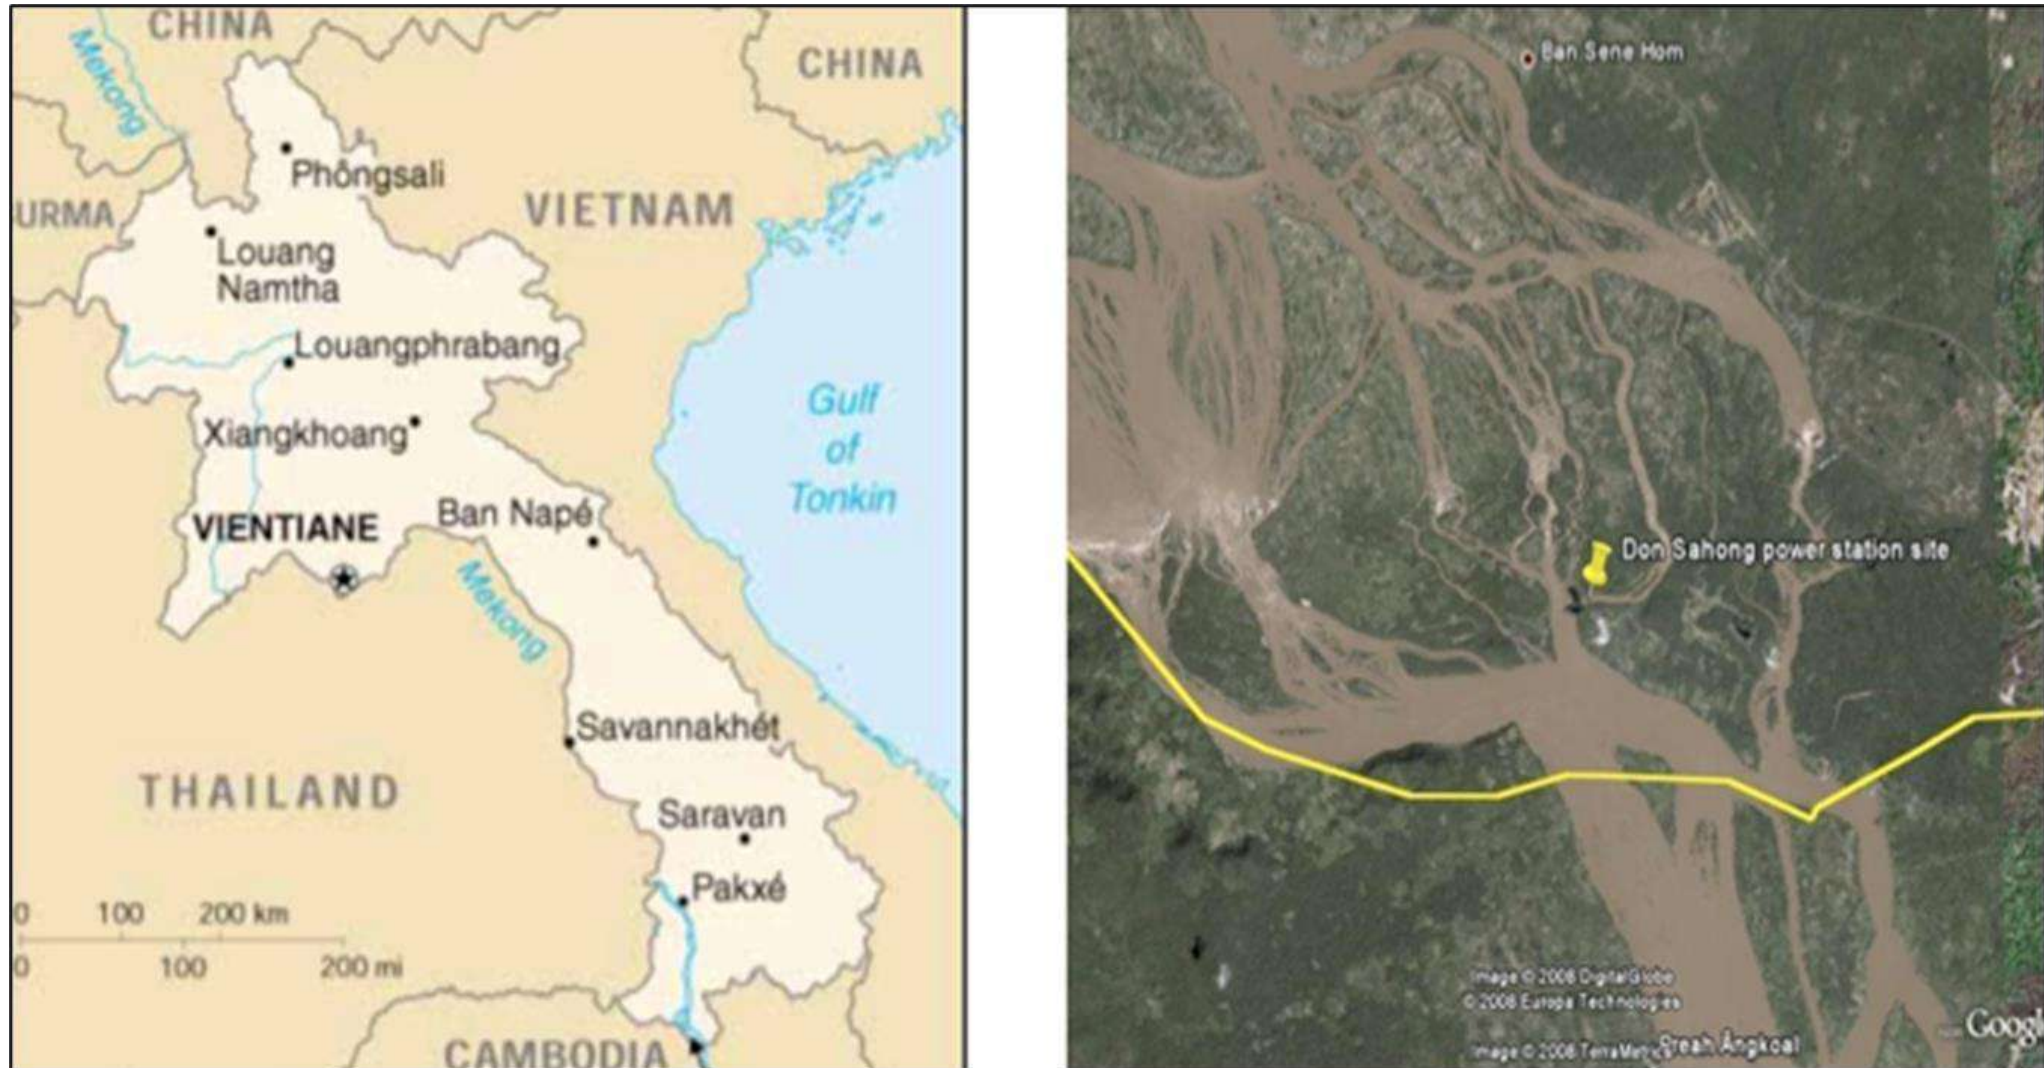 CHINA
CHINA
Mekong
Phôngsali
URMA
VIETNAM
Louang
Namtha
Louangphrabang
Gulf
of
Tonkin
Xiangkhoang
Ban Napé
VIENTIANE
Mekong
Savannakhét
THAILAND
Saravan
Pakxé
0 100 200 km
0 100 200 mi
CAMBODIA
Ban Sene Hom
Don Sahong power station site
Image © 2008 DigitalGlobe
© 2008 Europa Technologies
Image © 2008 TerraMetrics
Preah Ângkoal
Googl